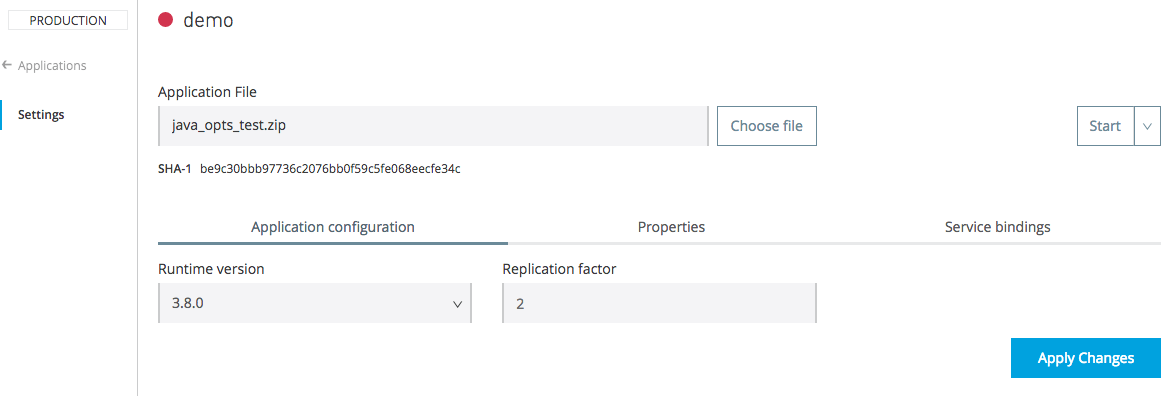 PRODUCTION
demo
Applications
Settings
Application File
java_opts_test.zip
Choose file
Start
SHA-1 be9c30bbb97736c2076bb0f59c5fe068eecfe34c
Application configuration Properties Service bindings
Runtime version Replication factor
3.8.0 2
Apply Changes